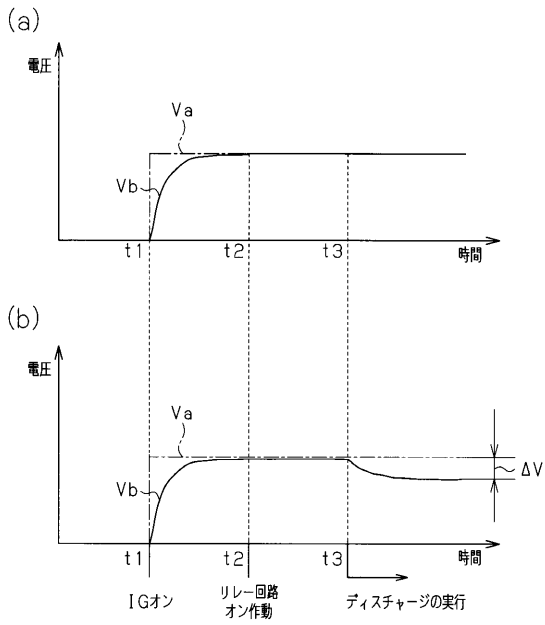 (a)
電圧
Va
Vb
t1
t2
t3
時間
(b)
電圧
Va
Vb
ΔV
t1
t2
t3
時間
IGオン
リレー回路
オン作動
ディスチャージの実行